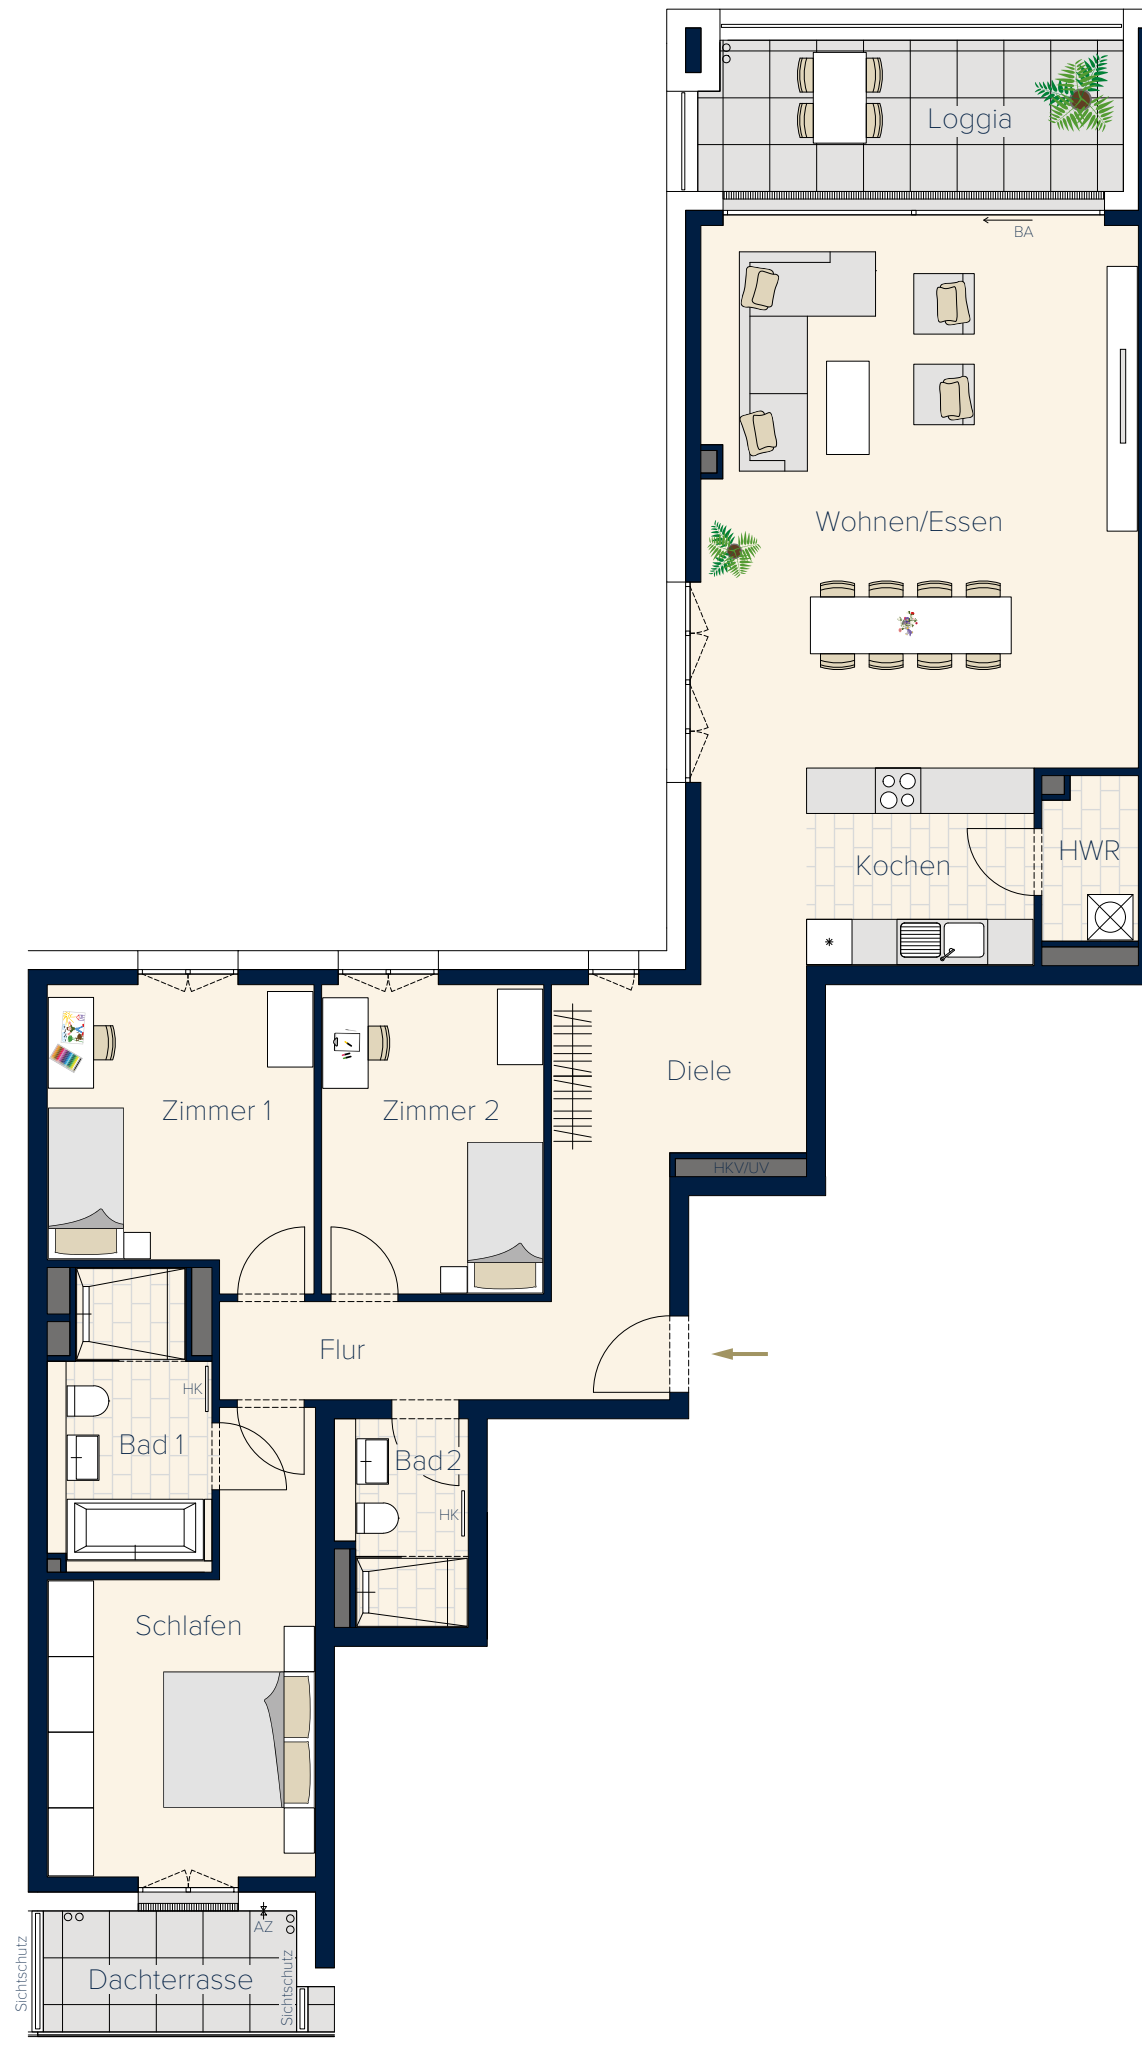 Loggia
BA
Wohnen/Essen
Kochen
HWR
Diele
Zimmer 1
Zimmer 2
HKV/UV
Flur
HK
Bad 1
Bad 2
HK
Schlafen
AZ
Sichtschutz
Sichtschutz
Dachterrasse